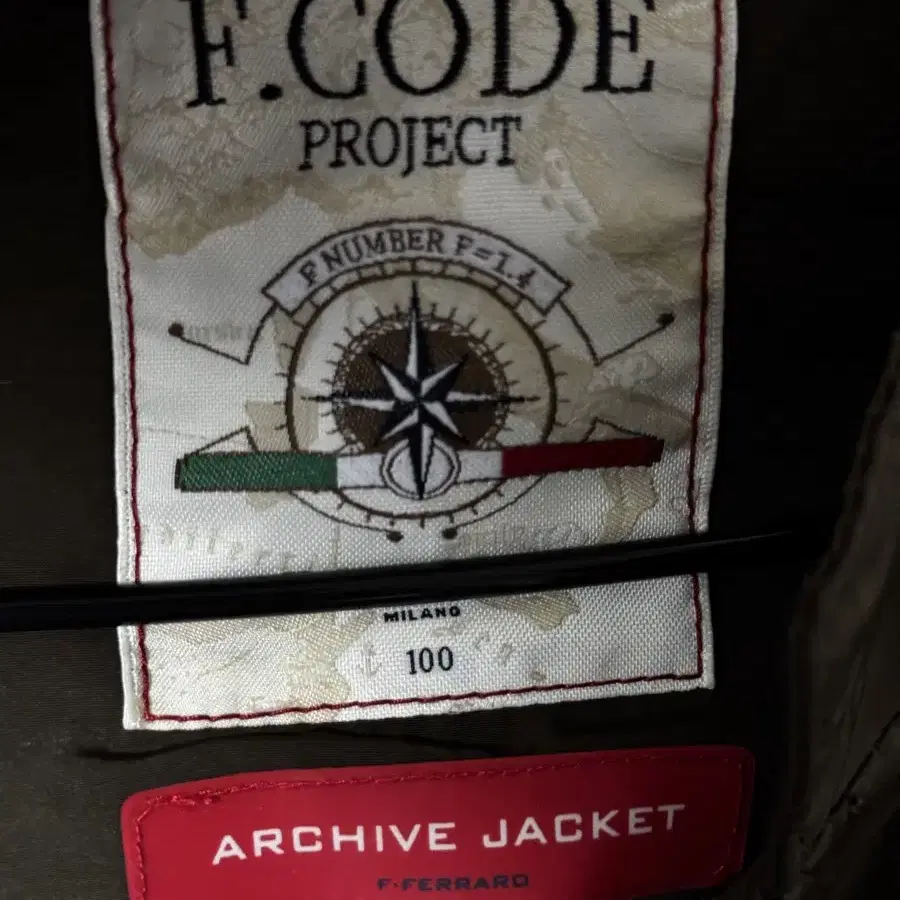 F.CODE
PROJECT
F NUMBER F=1.4
MILANO
100
ARCHIVE JACKET
F·FERRARO